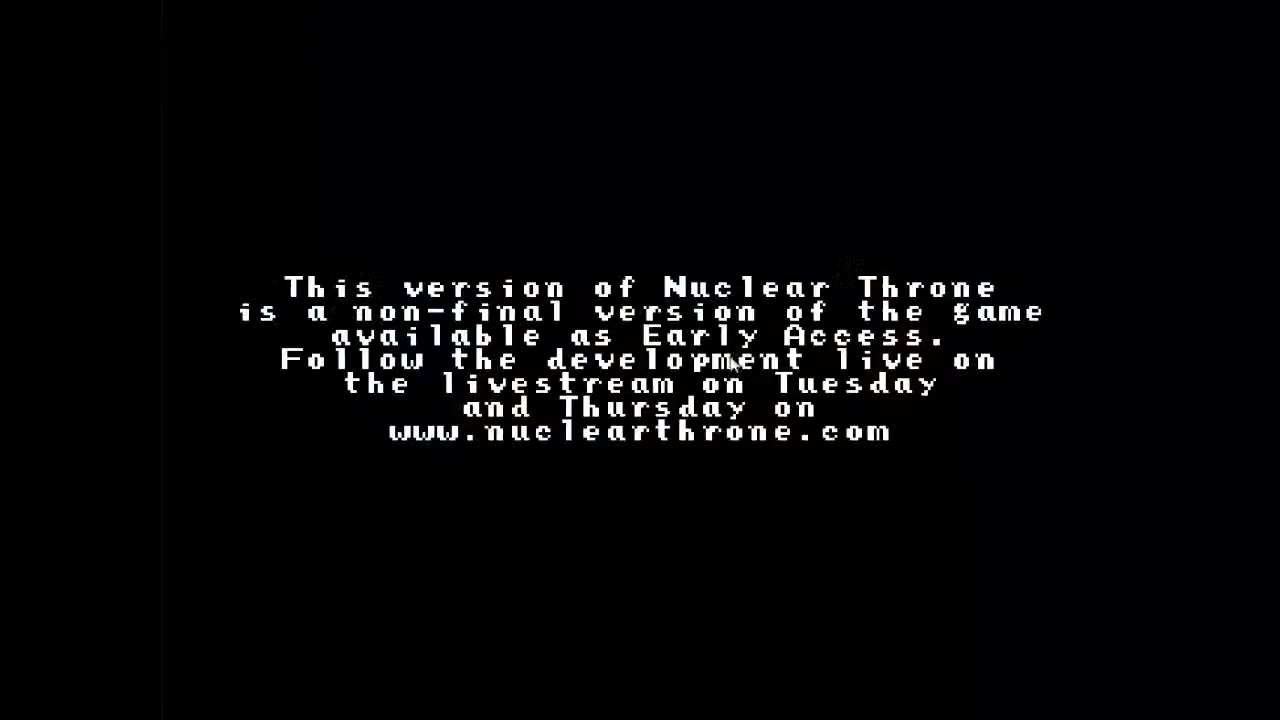 This version of Nuclear Throne
is a non-final version of the game
available as Early Access.
Follow the development live on
the livestream on Tuesday
and Thursday on
www.nuclearthrone.com